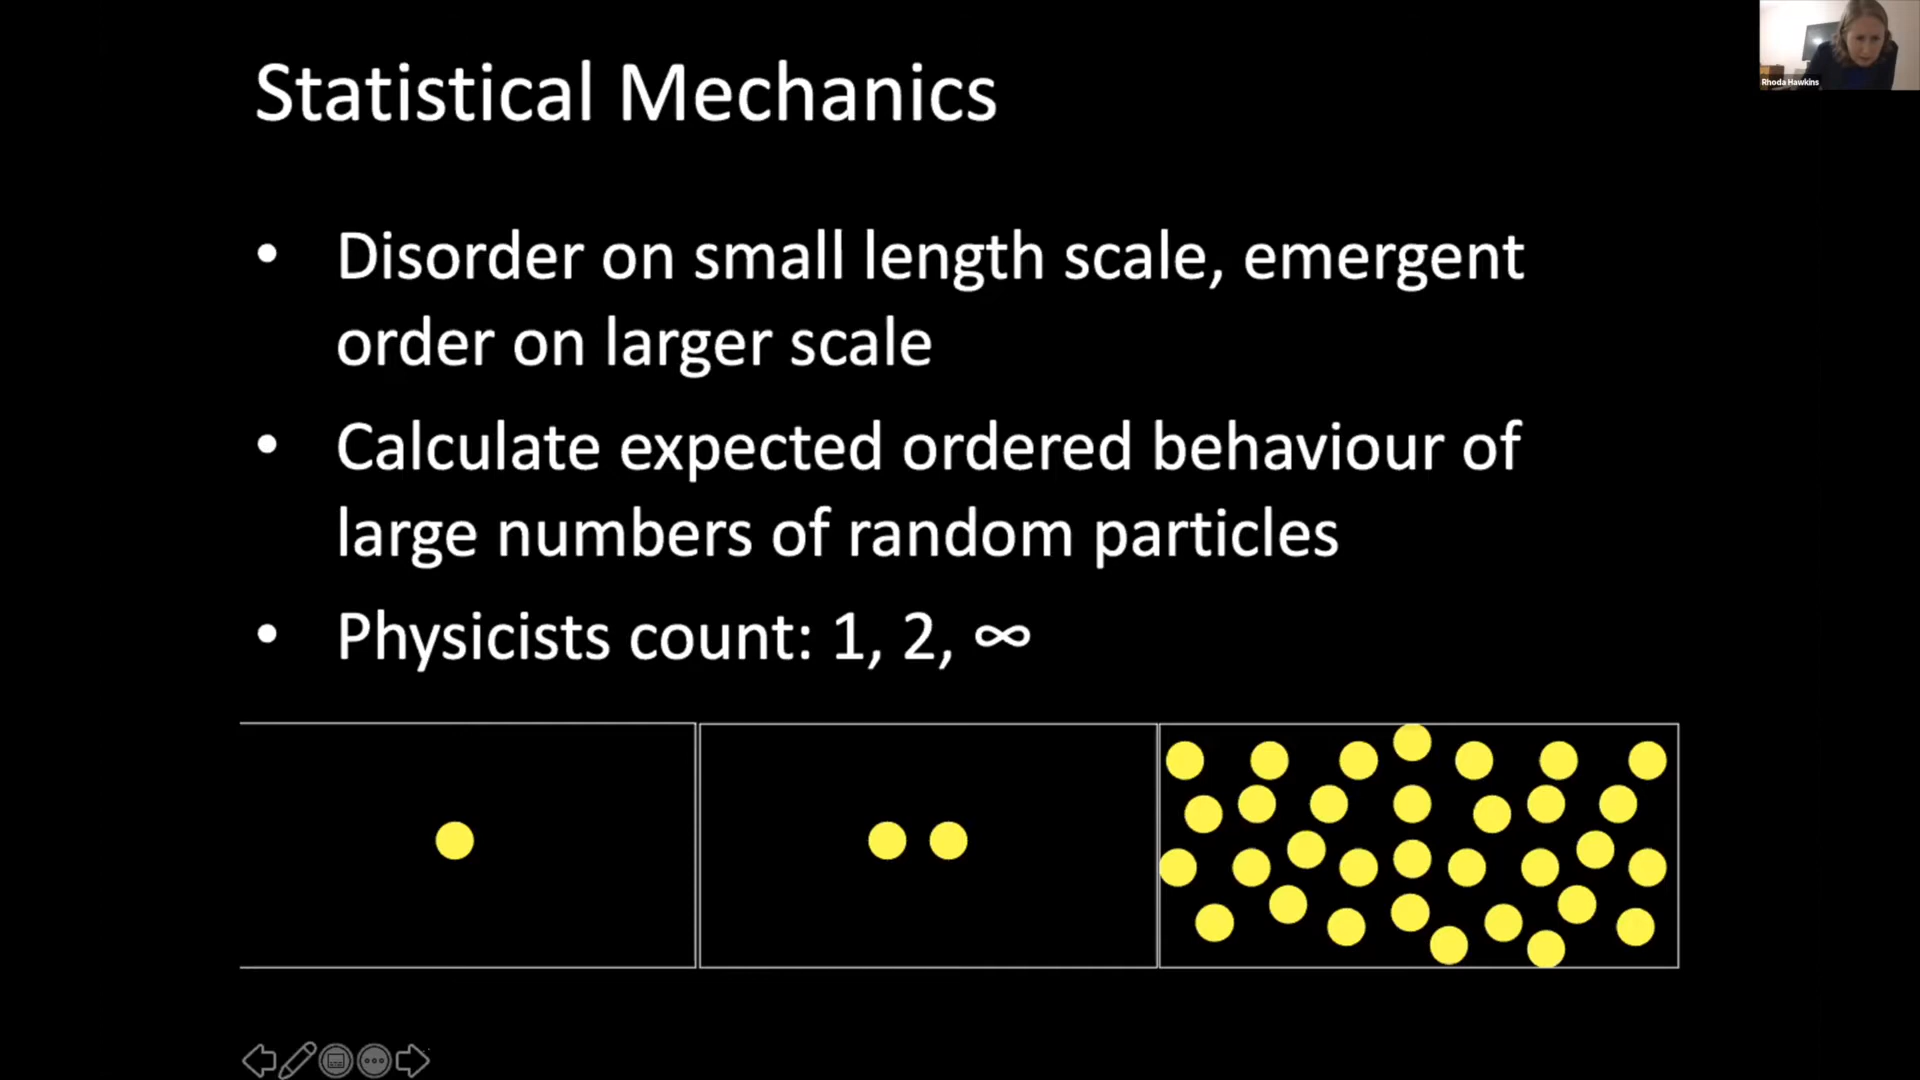 Statistical Mechanics
Rhoda Hawkins
• Disorder on small length scale, emergent
order on larger scale
• Calculate expected ordered behaviour of
large numbers of random particles
• Physicists count: 1, 2, ∞